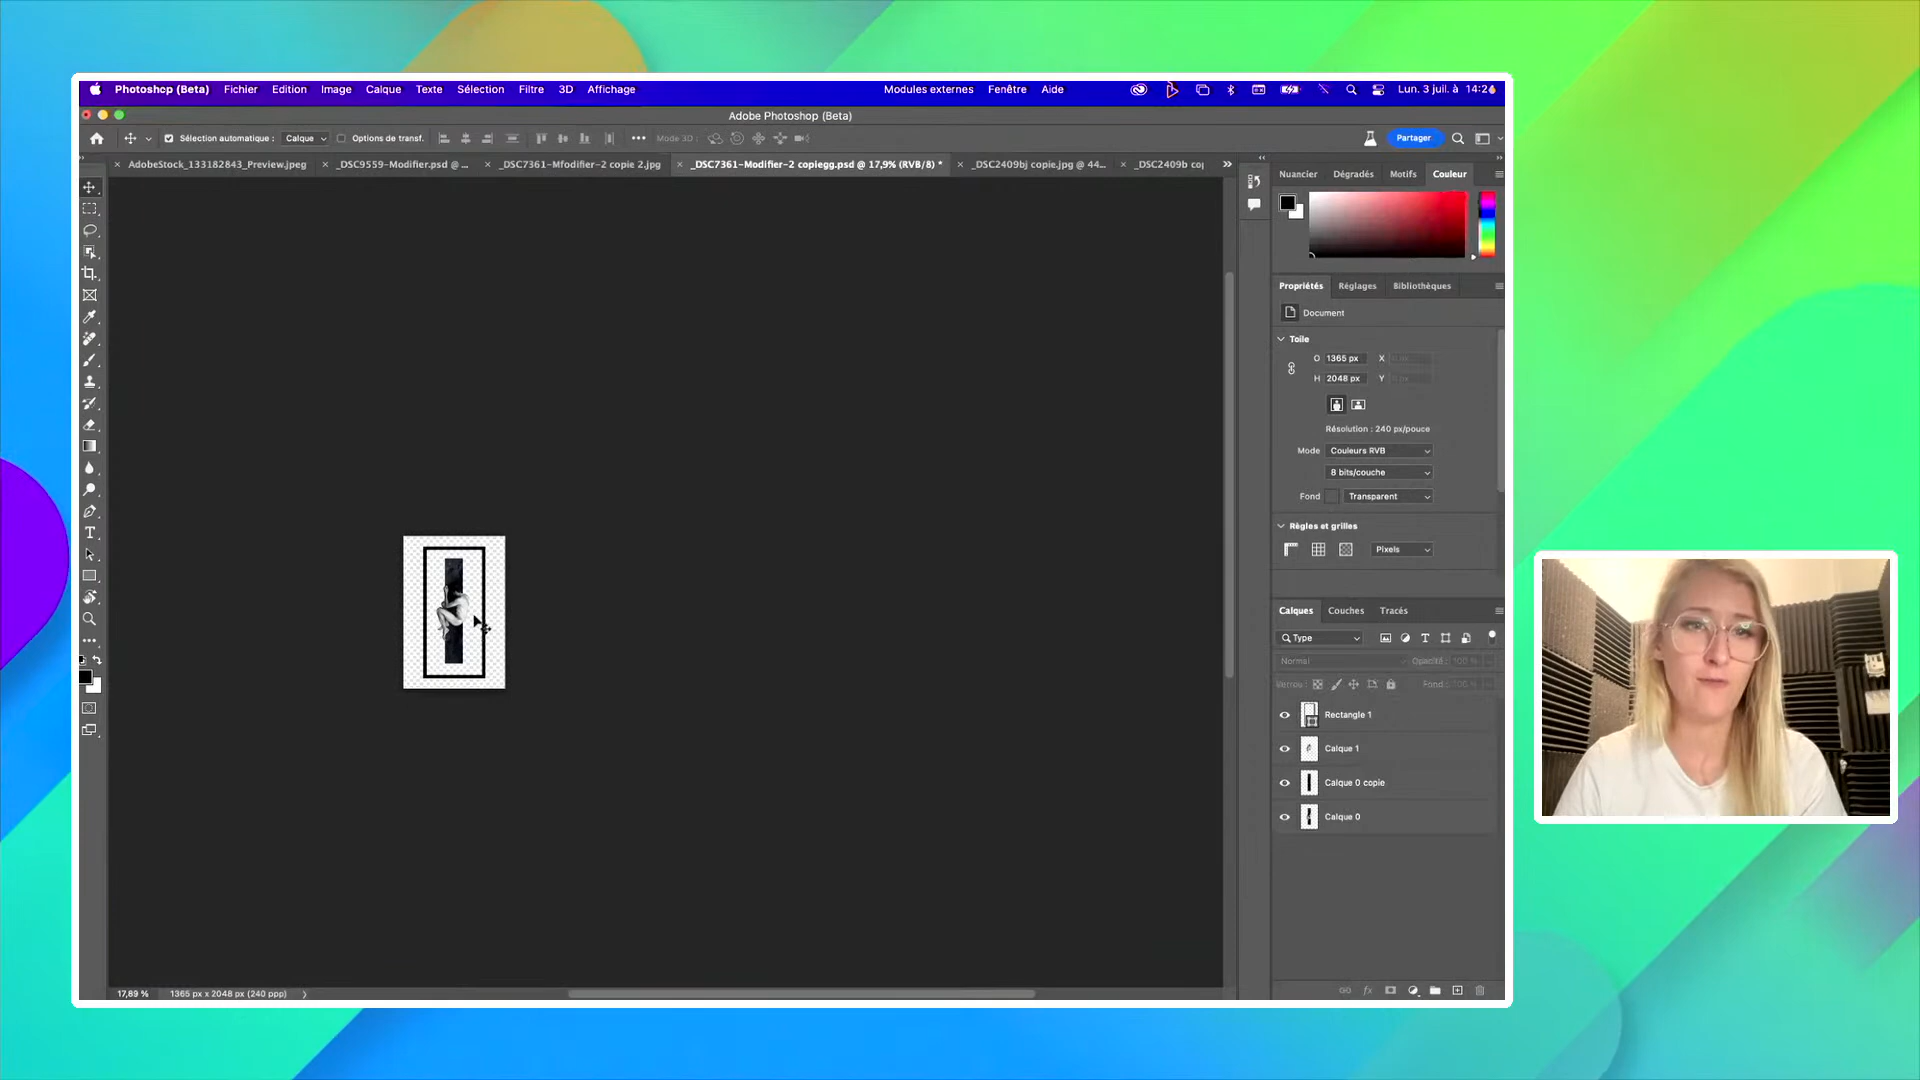 Photoshop (Beta) Fichier Edition Image Calque Texte Sélection Filtre 3D Affichage Modules externes Fenêtre Aide Lun. 3 juil. à 14:2
Adobe Photoshop (Beta)
Sélection automatique : Calque Options de transf. Mode 3D : Partager
AdobeStock_133182843_Preview.jpeg _DSC9559-Modifier.psd @ ... _DSC7361-Mfodifier-2 copie 2.jpg _DSC7361-Modifier-2 copiegg.psd @ 17,9% (RVB/8) * _DSC2409bj copie.jpg @ 44... _DSC2409b cop
Nuancier Dégradés Motifs Couleur
Propriétés Réglages Bibliothèques
Document
Toile
O 1365 px X 0 px
H 2048 px Y 0 px
Résolution : 240 px/pouce
Mode Couleurs RVB
8 bits/couche
Fond Transparent
Règles et grilles
Pixels
Calques Couches Tracés
Type
Normal Opacité : 100 %
Verrou : Fond : 100 %
Rectangle 1
Calque 1
Calque 0 copie
Calque 0
17,89 % 1365 px x 2048 px (240 ppp)